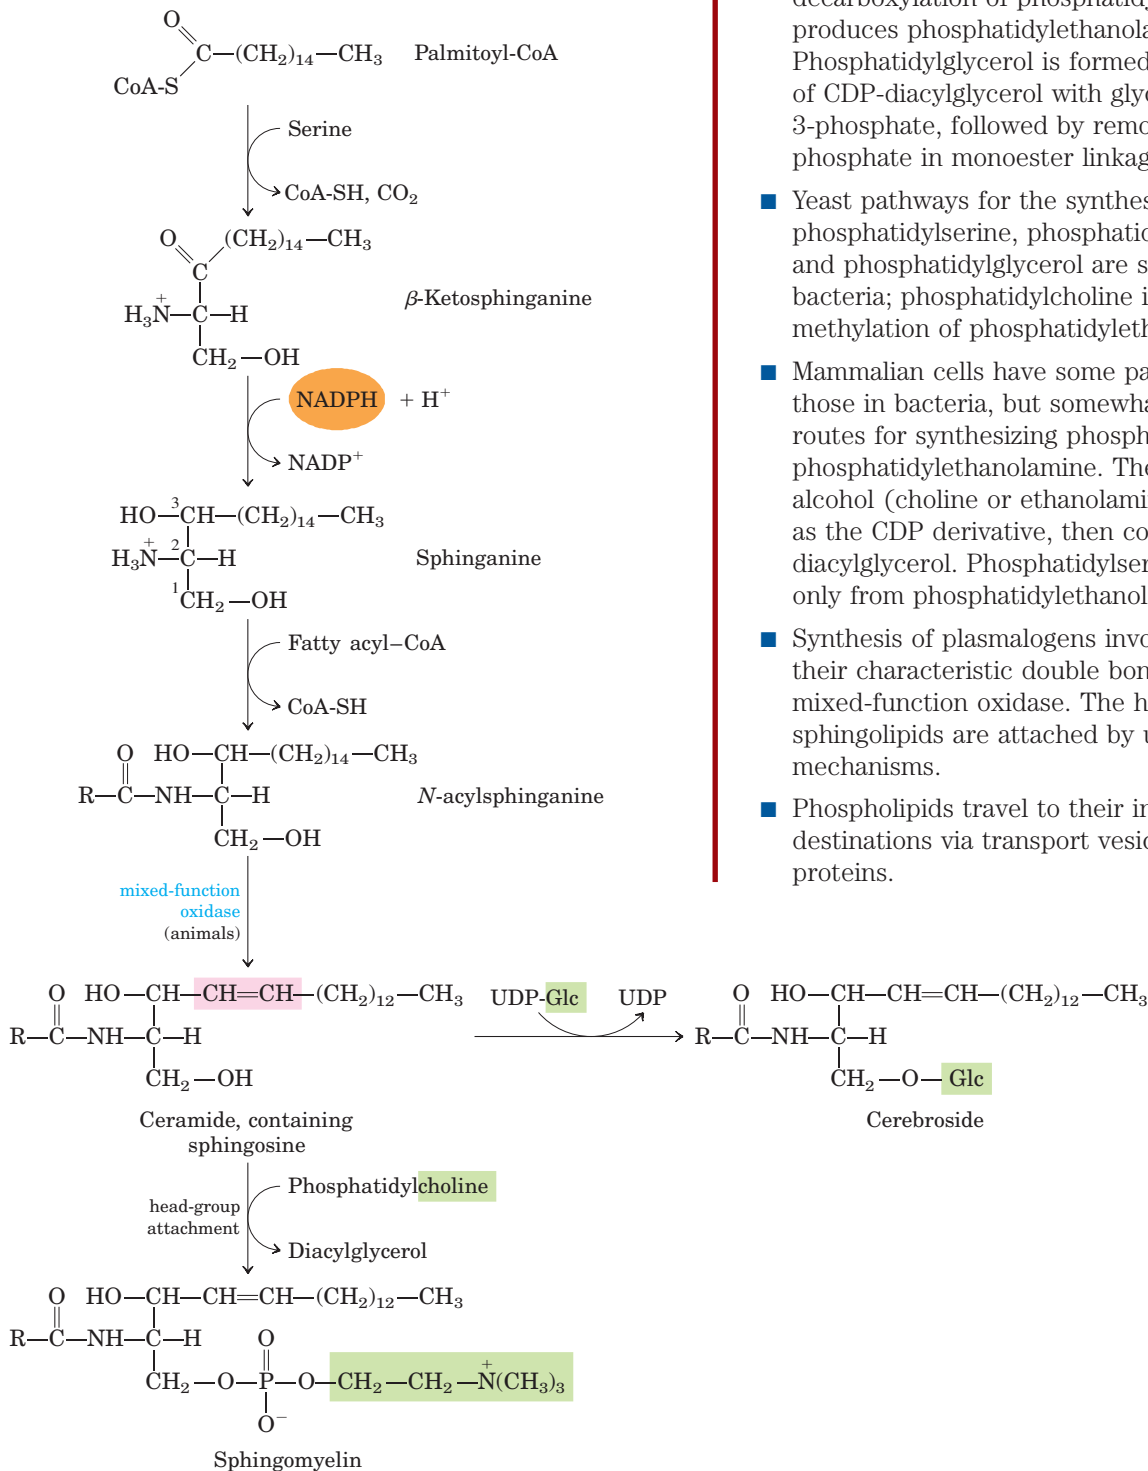 O
C—(CH₂)₁₄—CH₃ Palmitoyl-CoA
CoA-S
Serine
CoA-SH, CO₂
O (CH₂)₁₄—CH₃
C
H₃N⁺—C—H β-Ketosphinganine
CH₂—OH
NADPH + H⁺
NADP⁺
3
HO—CH—(CH₂)₁₄—CH₃
H₃N⁺—2C—H Sphinganine
1CH₂—OH
Fatty acyl–CoA
CoA-SH
O HO—CH—(CH₂)₁₄—CH₃
R—C—NH—C—H N-acylsphinganine
CH₂—OH
mixed-function
oxidase
(animals)
O HO—CH—CH=CH—(CH₂)₁₂—CH₃
R—C—NH—C—H
CH₂—OH
Ceramide, containing
sphingosine
UDP-Glc UDP
O HO—CH—CH=CH—(CH₂)₁₂—CH₃
R—C—NH—C—H
CH₂—O—Glc
Cerebroside
Phosphatidylcholine
head-group
attachment
Diacylglycerol
O HO—CH—CH=CH—(CH₂)₁₂—CH₃
R—C—NH—C—H O
CH₂—O—P—O—CH₂—CH₂—N⁺(CH₃)₃
O⁻
Sphingomyelin
decarboxylation of phosphatidy
produces phosphatidylethanola
Phosphatidylglycerol is formed
of CDP-diacylglycerol with glyc
3-phosphate, followed by remo
phosphate in monoester linkag
■ Yeast pathways for the synthes
phosphatidylserine, phosphatid
and phosphatidylglycerol are s
bacteria; phosphatidylcholine i
methylation of phosphatidyleth
■ Mammalian cells have some pa
those in bacteria, but somewha
routes for synthesizing phosph
phosphatidylethanolamine. The
alcohol (choline or ethanolami
as the CDP derivative, then co
diacylglycerol. Phosphatidylser
only from phosphatidylethanol
■ Synthesis of plasmalogens invo
their characteristic double bon
mixed-function oxidase. The h
sphingolipids are attached by u
mechanisms.
■ Phospholipids travel to their in
destinations via transport vesic
proteins.